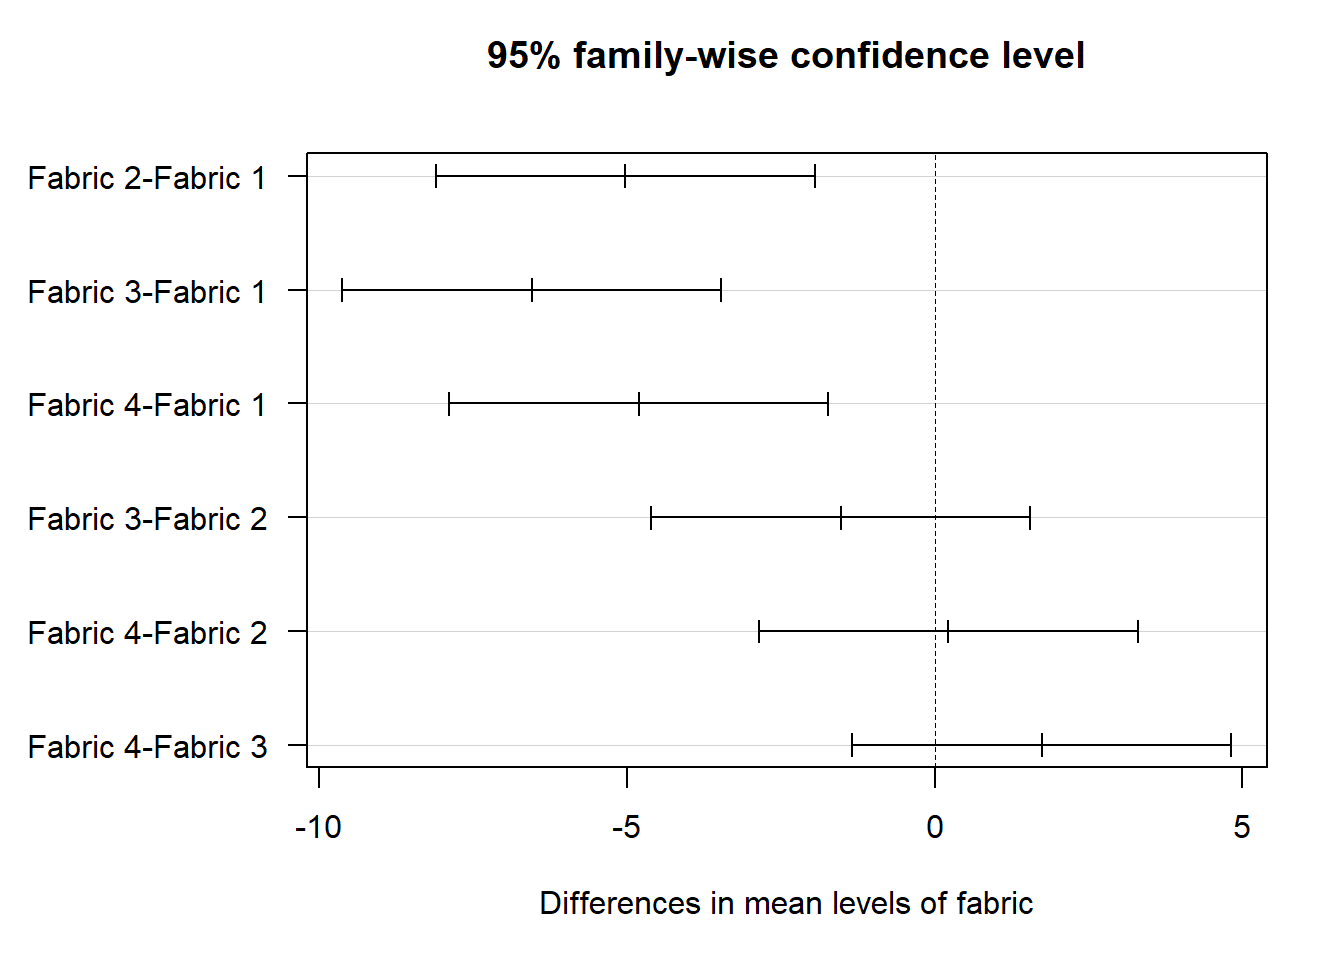 95% family-wise confidence level
Fabric 2-Fabric 1
Fabric 3-Fabric 1
Fabric 4-Fabric 1
Fabric 3-Fabric 2
Fabric 4-Fabric 2
Fabric 4-Fabric 3
-10 -5 0 5
Differences in mean levels of fabric